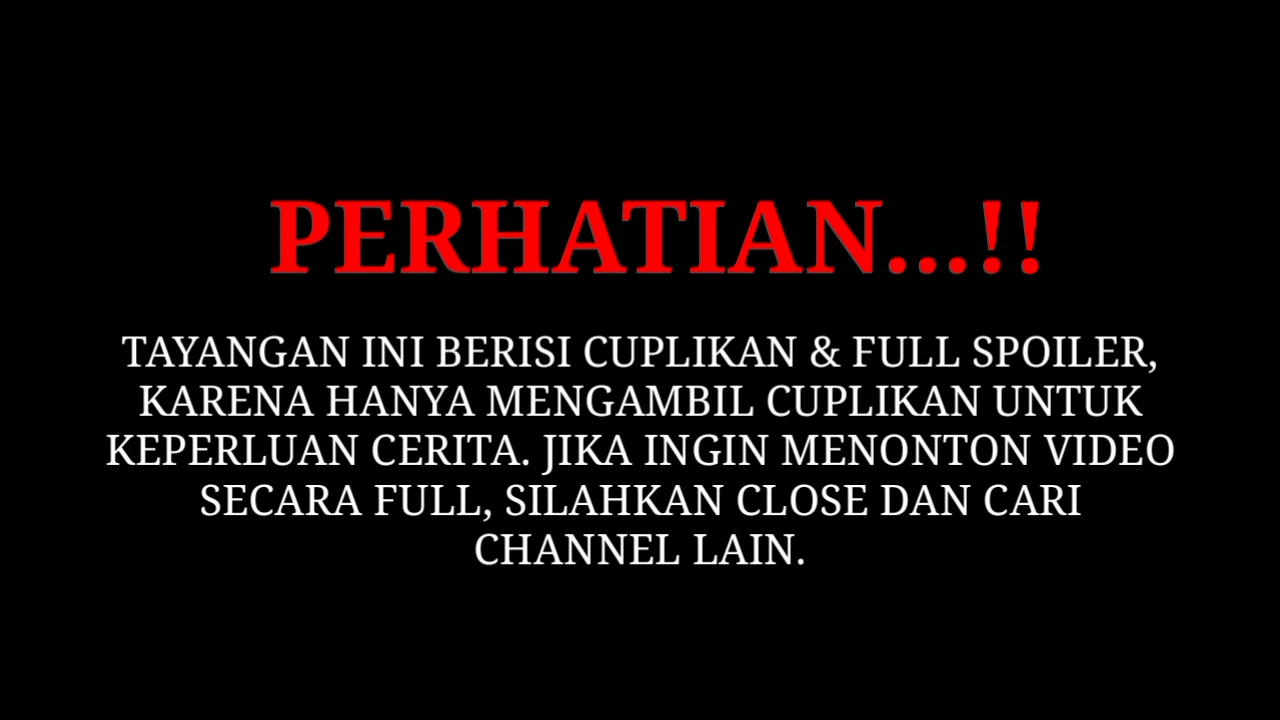 PERHATIAN...!!
TAYANGAN INI BERISI CUPLIKAN & FULL SPOILER,
KARENA HANYA MENGAMBIL CUPLIKAN UNTUK
KEPERLUAN CERITA. JIKA INGIN MENONTON VIDEO
SECARA FULL, SILAHKAN CLOSE DAN CARI
CHANNEL LAIN.